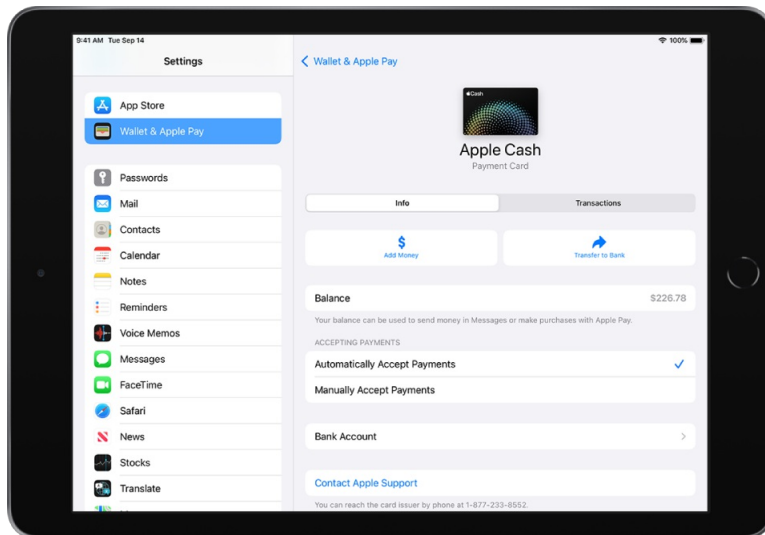 9:41 AM Tue Sep 14
100%
Settings
Wallet & Apple Pay
App Store
Wallet & Apple Pay
Passwords
Mail
Contacts
Calendar
Notes
Reminders
Voice Memos
Messages
FaceTime
Safari
News
Stocks
Translate
Cash
Apple Cash
Payment Card
Info
Transactions
$
Add Money
Transfer to Bank
Balance
$226.78
Your balance can be used to send money in Messages or make purchases with Apple Pay.
ACCEPTING PAYMENTS
Automatically Accept Payments
Manually Accept Payments
Bank Account
Contact Apple Support
You can reach the card issuer by phone at 1-877-233-8552.